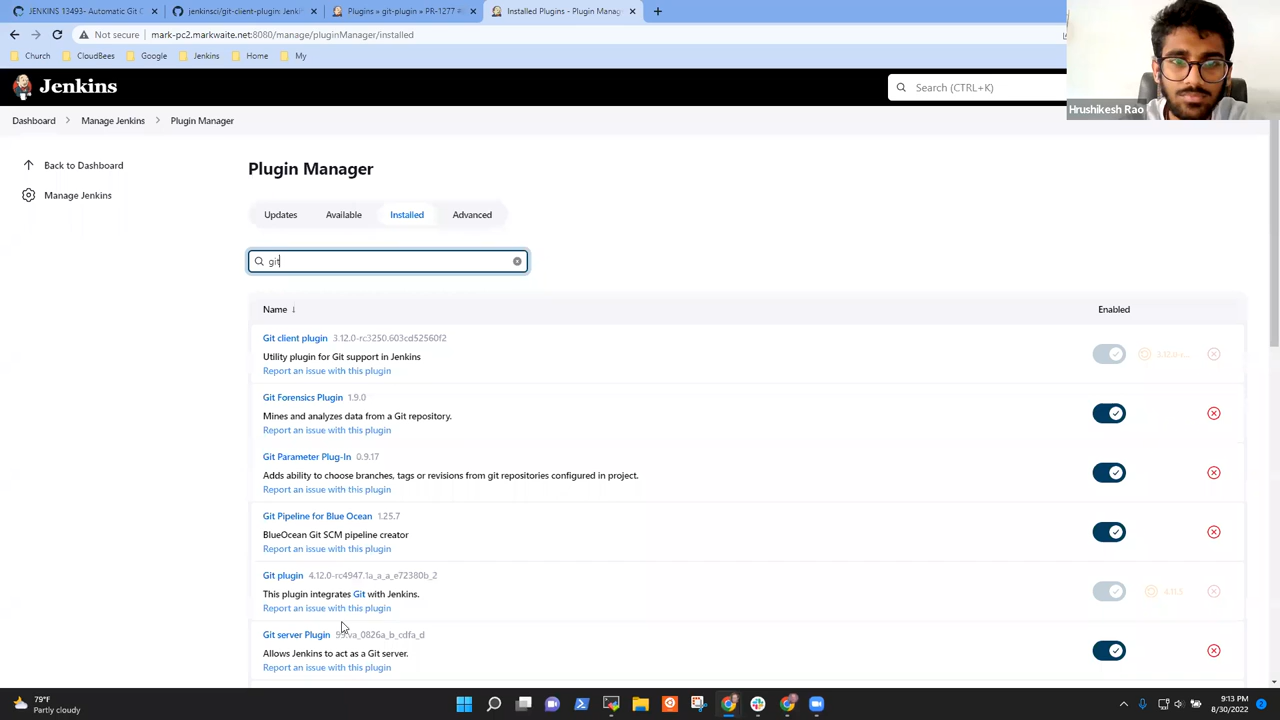 JENKINS 13493- Assistant Git C
plugins/git-plugin #
git-plugin » PR-1277 #
Installed Plugins - Plugin Manag
Not secure mark-pc2.markwaite.net:8080/manage/pluginManager/installed
Church CloudBees Google Jenkins Home My
Hrushikesh Rao
Jenkins
Search (CTRL+K)
Dashboard Manage Jenkins Plugin Manager
Back to Dashboard
Manage Jenkins
Plugin Manager
Updates Available Installed Advanced
git
Name ↓ Enabled
Git client plugin 3.12.0-rc3250.603cd52560f2
Utility plugin for Git support in Jenkins
Report an issue with this plugin
Git Forensics Plugin 1.9.0
Mines and analyzes data from a Git repository.
Report an issue with this plugin
Git Parameter Plug-In 0.9.17
Adds ability to choose branches, tags or revisions from git repositories configured in project.
Report an issue with this plugin
Git Pipeline for Blue Ocean 1.25.7
BlueOcean Git SCM pipeline creator
Report an issue with this plugin
Git plugin 4.12.0-rc4947.1a_a_a_e72380b_2 4.11.5
This plugin integrates Git with Jenkins.
Report an issue with this plugin
Git server Plugin
Allows Jenkins to act as a Git server.
Report an issue with this plugin
79°F
Partly cloudy
9:13 PM
8/30/2022